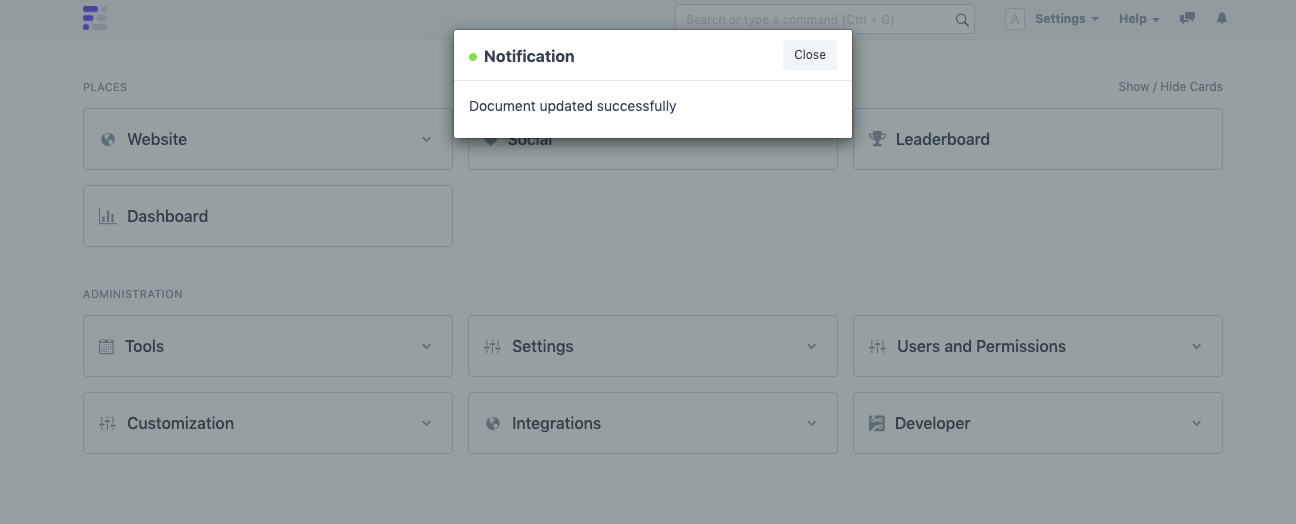 Search or type a command (Ctrl + G)
A
Settings
Help
Notification
Close
Document updated successfully
PLACES
Show / Hide Cards
Website
Social
Leaderboard
Dashboard
ADMINISTRATION
Tools
Settings
Users and Permissions
Customization
Integrations
Developer